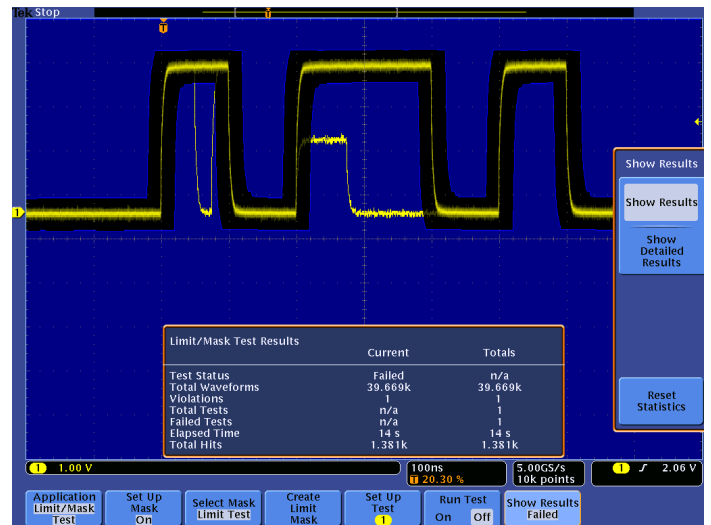 Tek Stop
T
1
Show Results
Show Results
Show
Detailed
Results
Reset
Statistics
Limit/Mask Test Results
Current Totals
Test Status Failed n/a
Total Waveforms 39.669k 39.669k
Violations 1 1
Total Tests n/a 1
Failed Tests n/a 1
Elapsed Time 14 s 14 s
Total Hits 1.381k 1.381k
1 1.00 V
100ns
T 20.30 %
5.00GS/s
10k points
1 2.06 V
Application
Limit/Mask
Test
Set Up
Mask
On
Select Mask
Limit Test
Create
Limit
Mask
Set Up
Test
1
Run Test
On Off
Show Results
Failed